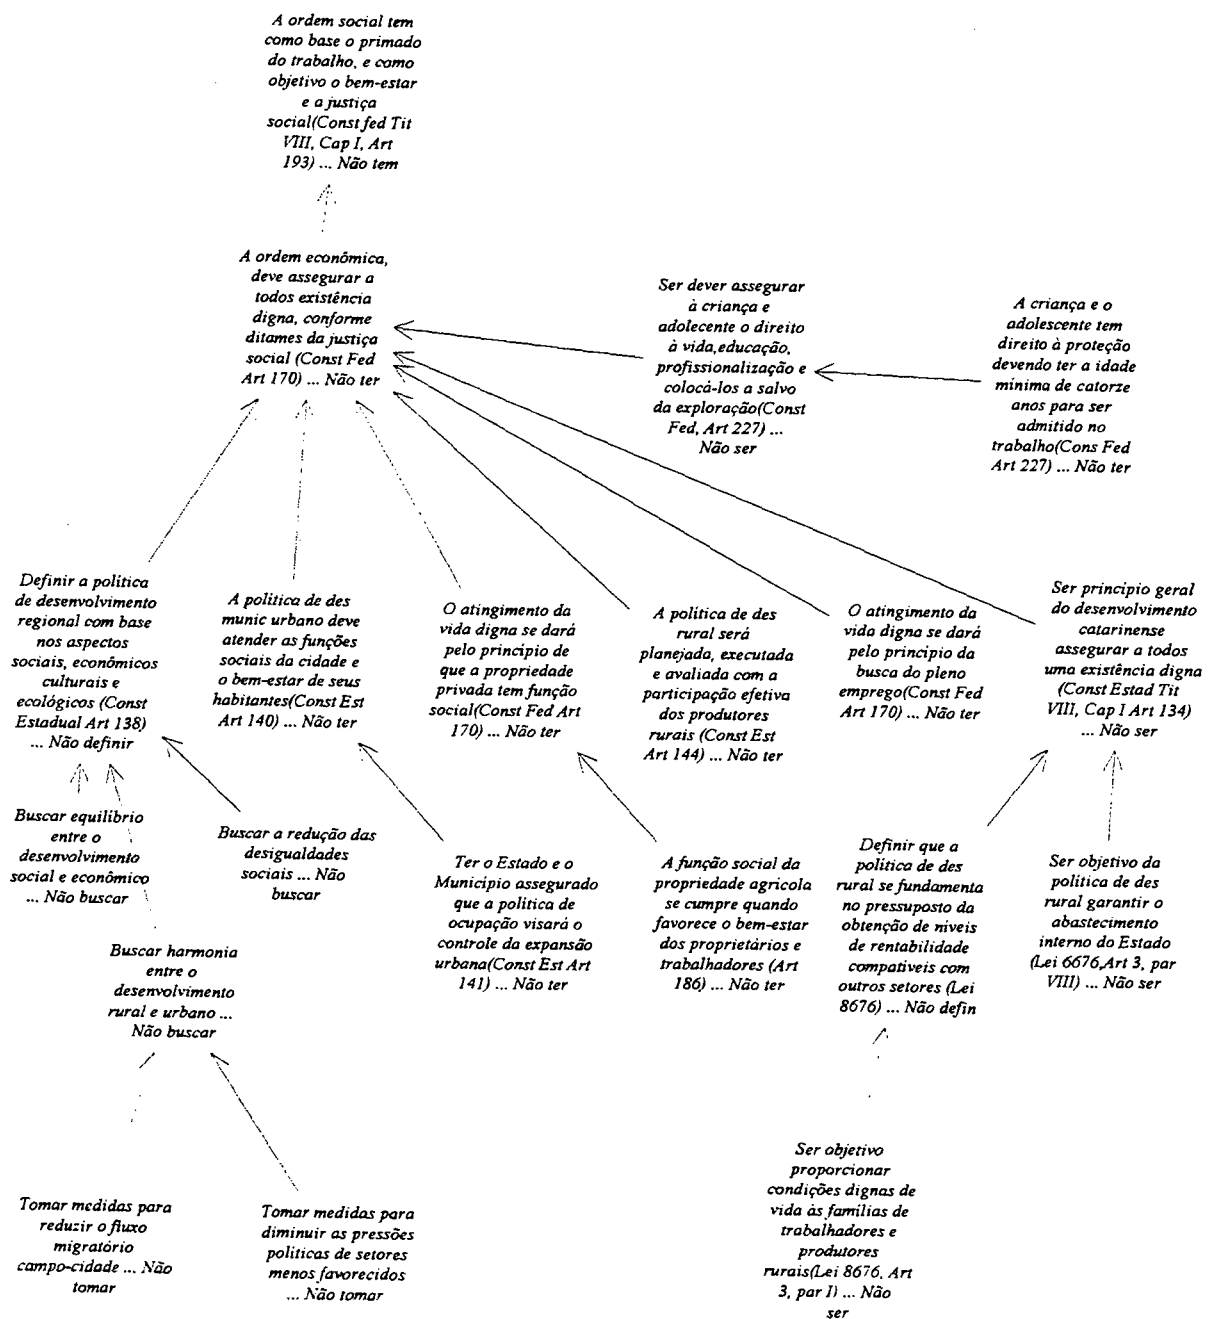 A ordem social tem
como base o primado
do trabalho, e como
objetivo o bem-estar
e a justiça
social(Const fed Tit
VIII, Cap I, Art
193) ... Não tem
A ordem econômica,
deve assegurar a
todos existência
digna, conforme
ditames da justiça
social (Const Fed
Art 170) ... Não ter
Ser dever assegurar
à criança e
adolecente o direito
à vida,educação,
profissionalização e
colocá-los a salvo
da exploração(Const
Fed, Art 227) ...
Não ser
A criança e o
adolescente tem
direito à proteção
devendo ter a idade
mínima de catorze
anos para ser
admitido no
trabalho(Cons Fed
Art 227) ... Não ter
Definir a política
de desenvolvimento
regional com base
nos aspectos
sociais, econômicos
culturais e
ecológicos (Const
Estadual Art 138)
... Não definir
A política de des
munic urbano deve
atender as funções
sociais da cidade e
o bem-estar de seus
habitantes(Const Est
Art 140) ... Não ter
O atingimento da
vida digna se dará
pelo princípio de
que a propriedade
privada tem função
social(Const Fed Art
170) ... Não ter
A política de des
rural será
planejada, executada
e avaliada com a
participação efetiva
dos produtores
rurais (Const Est
Art 144) ... Não ter
O atingimento da
vida digna se dará
pelo princípio da
busca do pleno
emprego(Const Fed
Art 170) ... Não ter
Ser princípio geral
do desenvolvimento
catarinense
assegurar a todos
uma existência digna
(Const Estad Tit
VIII, Cap I Art 134)
... Não ser
Buscar equilíbrio
entre o
desenvolvimento
social e econômico
... Não buscar
Buscar a redução das
desigualdades
sociais ... Não
buscar
Ter o Estado e o
Município assegurado
que a política de
ocupação visará o
controle da expansão
urbana(Const Est Art
141) ... Não ter
A função social da
propriedade agrícola
se cumpre quando
favorece o bem-estar
dos proprietários e
trabalhadores (Art
186) ... Não ter
Definir que a
política de des
rural se fundamenta
no pressuposto da
obtenção de níveis
de rentabilidade
compatíveis com
outros setores (Lei
8676) ... Não defin
Ser objetivo da
política de des
rural garantir o
abastecimento
interno do Estado
(Lei 6676,Art 3, par
VIII) ... Não ser
Buscar harmonia
entre o
desenvolvimento
rural e urbano ...
Não buscar
Tomar medidas para
reduzir o fluxo
migratório
campo-cidade ... Não
tomar
Tomar medidas para
diminuir as pressões
políticas de setores
menos favorecidos
... Não tomar
Ser objetivo
proporcionar
condições dignas de
vida às famílias de
trabalhadores e
produtores
rurais(Lei 8676, Art
3, par I) ... Não
ser